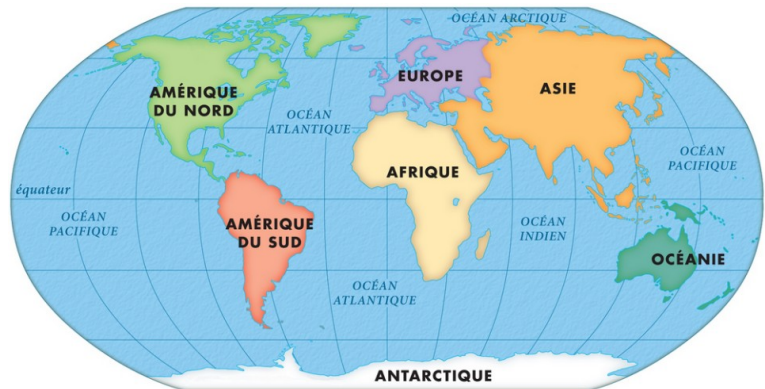 OCÉAN ARCTIQUE
EUROPE
AMÉRIQUE
DU NORD
ASIE
OCÉAN
ATLANTIQUE
OCÉAN
PACIFIQUE
AFRIQUE
équateur
OCÉAN
PACIFIQUE
AMÉRIQUE
DU SUD
OCÉAN
INDIEN
OCÉANIE
OCÉAN
ATLANTIQUE
ANTARCTIQUE